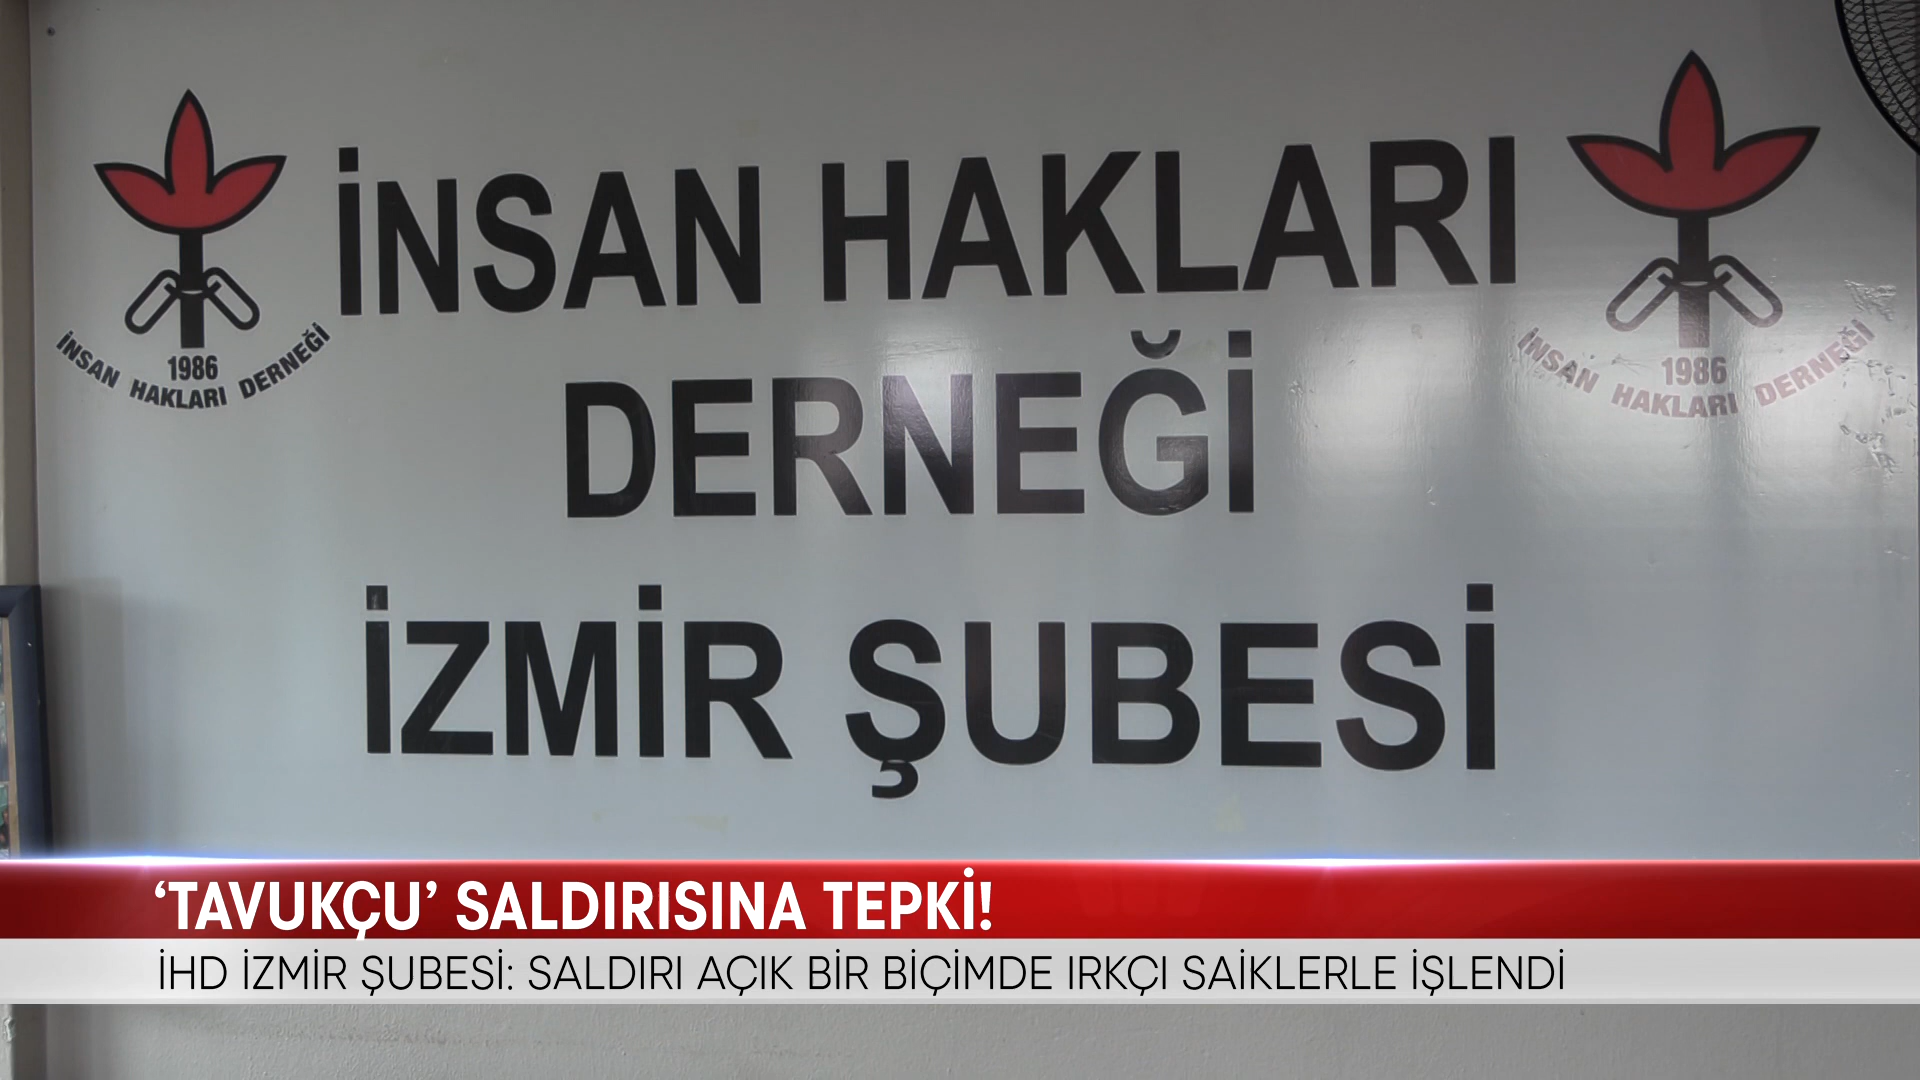 İNSAN HAKLARI
DERNEĞİ
İZMİR ŞUBESİ
1986
İNSAN HAKLARI DERNEĞİ
1986
İNSAN HAKLARI DERNEĞİ
‘TAVUKÇU’ SALDIRISINA TEPKİ!
İHD İZMİR ŞUBESİ: SALDIRI AÇIK BİR BİÇİMDE IRKÇI SAİKLERLE İŞLENDİ